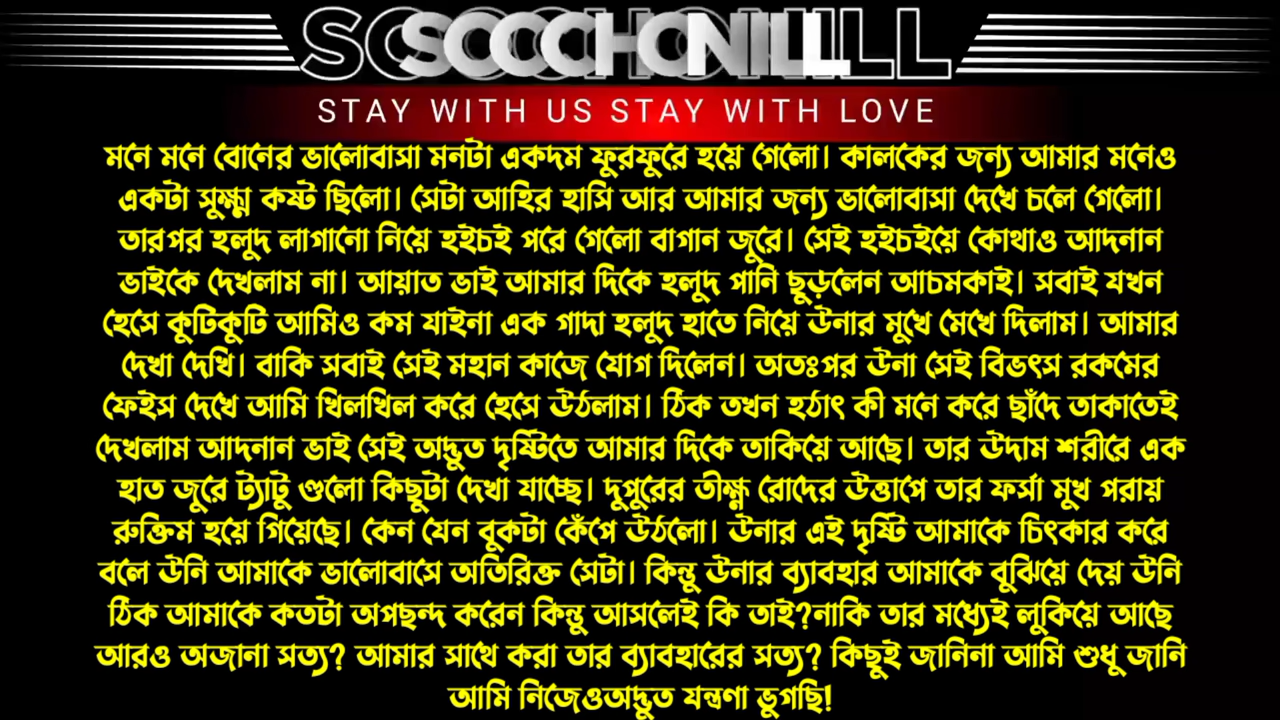 SOCHONILL
STAY WITH US STAY WITH LOVE
মনে মনে বোনের ভালোবাসা মনটা একদম ফুরফুরে হয়ে গেলো। কালকের জন্য আমার মনেও
একটা সুক্ষ্ম কষ্ট ছিলো। সেটা আহির হাসি আর আমার জন্য ভালোবাসা দেখে চলে গেলো।
তারপর হলুদ লাগানো নিয়ে হইচই পরে গেলো বাগান জুরে। সেই হইচইয়ে কোথাও আদনান
ভাইকে দেখলাম না। আয়াত ভাই আমার দিকে হলুদ পানি ছুড়লেন আচমকাই। সবাই যখন
হেসে কুটিকুটি আমিও কম যাইনা এক গাদা হলুদ হাতে নিয়ে উনার মুখে মেখে দিলাম। আমার
দেখা দেখি। বাকি সবাই সেই মহান কাজে যোগ দিলেন। অতঃপর ঊনা সেই বিভৎস রকমের
ফেইস দেখে আমি খিলখিল করে হেসে উঠলাম। ঠিক তখন হঠাৎ কী মনে করে ছাঁদে তাকাতেই
দেখলাম আদনান ভাই সেই অদ্ভুত দৃষ্টিতে আমার দিকে তাকিয়ে আছে। তার উদাম শরীরে এক
হাত জুরে ট্যাটু গুলো কিছুটা দেখা যাচ্ছে। দুপুরের তীক্ষ্ণ রোদের উত্তাপে তার ফর্সা মুখ পরায়
রুক্তিম হয়ে গিয়েছে। কেন যেন বুকটা কেঁপে উঠলো। উনার এই দৃষ্টি আমাকে চিৎকার করে
বলে উনি আমাকে ভালোবাসে অতিরিক্ত সেটা। কিন্তু উনার ব্যাবহার আমাকে বুঝিয়ে দেয় উনি
ঠিক আমাকে কতটা অপছন্দ করেন কিন্তু আসলেই কি তাই?নাকি তার মধ্যেই লুকিয়ে আছে
আরও অজানা সত্য? আমার সাথে করা তার ব্যাবহারের সত্য? কিছুই জানিনা আমি শুধু জানি
আমি নিজেওঅদ্ভুত যন্ত্রণা ভুগছি!